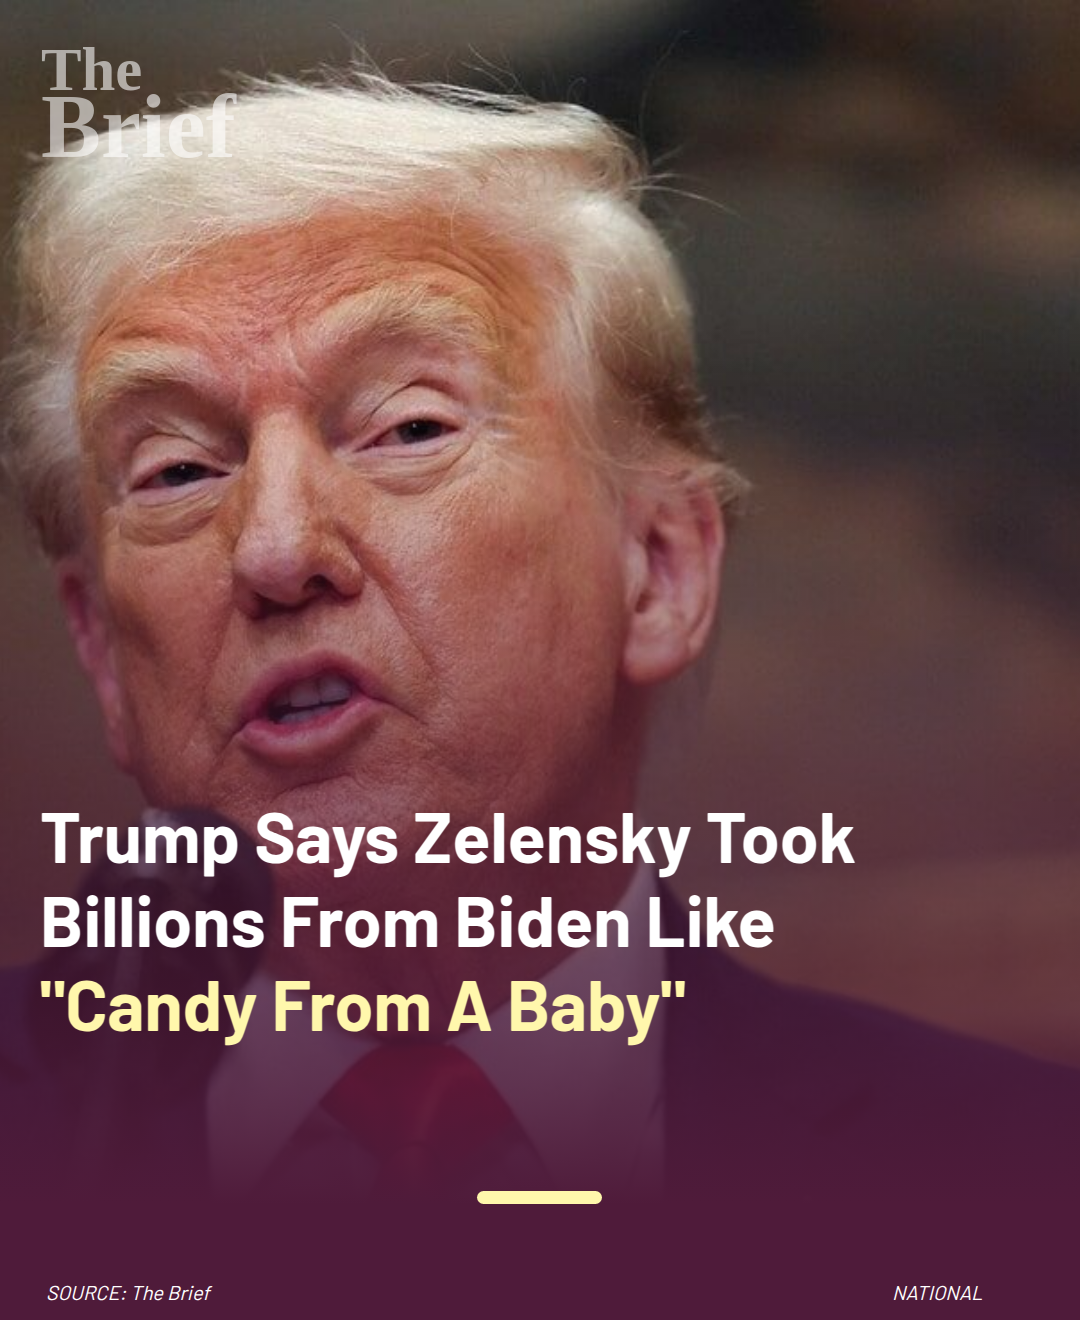 The
Brief
Trump Says Zelensky Took
Billions From Biden Like
"Candy From A Baby"
SOURCE: The Brief
NATIONAL